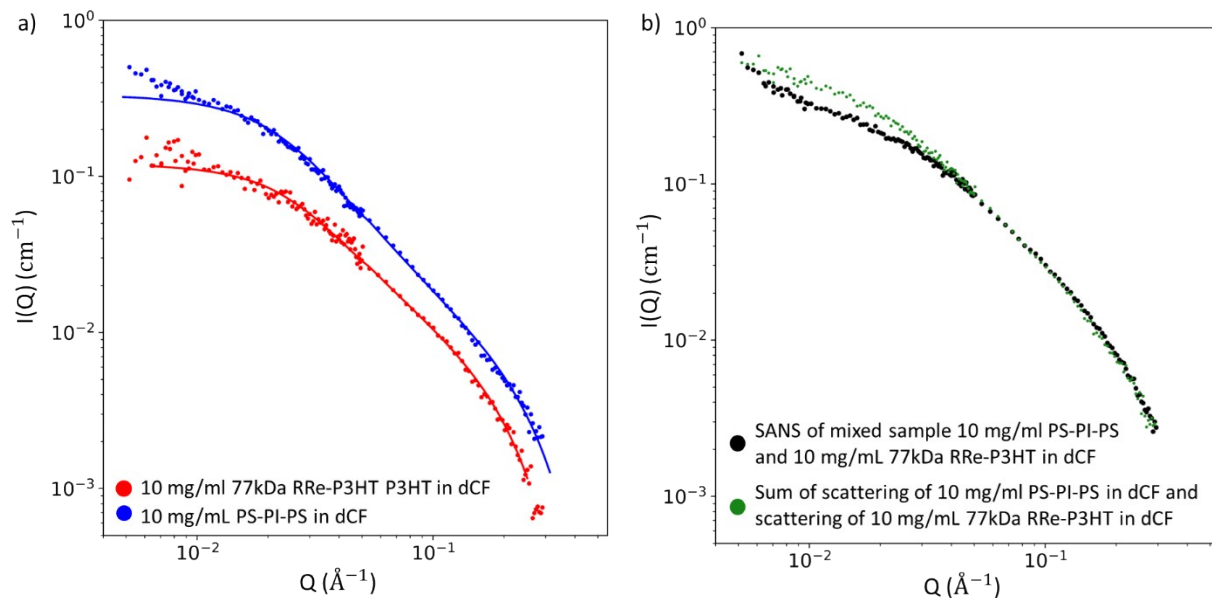 a)
10⁰
10⁻¹
10⁻²
10⁻³
I(Q) (cm⁻¹)
10 mg/ml 77kDa RRe-P3HT P3HT in dCF
10 mg/mL PS-PI-PS in dCF
10⁻²
10⁻¹
Q (Å⁻¹)
b)
10⁰
10⁻¹
10⁻²
10⁻³
I(Q) (cm⁻¹)
SANS of mixed sample 10 mg/ml PS-PI-PS
and 10 mg/mL 77kDa RRe-P3HT in dCF
Sum of scattering of 10 mg/ml PS-PI-PS in dCF and
scattering of 10 mg/mL 77kDa RRe-P3HT in dCF
10⁻²
10⁻¹
Q (Å⁻¹)